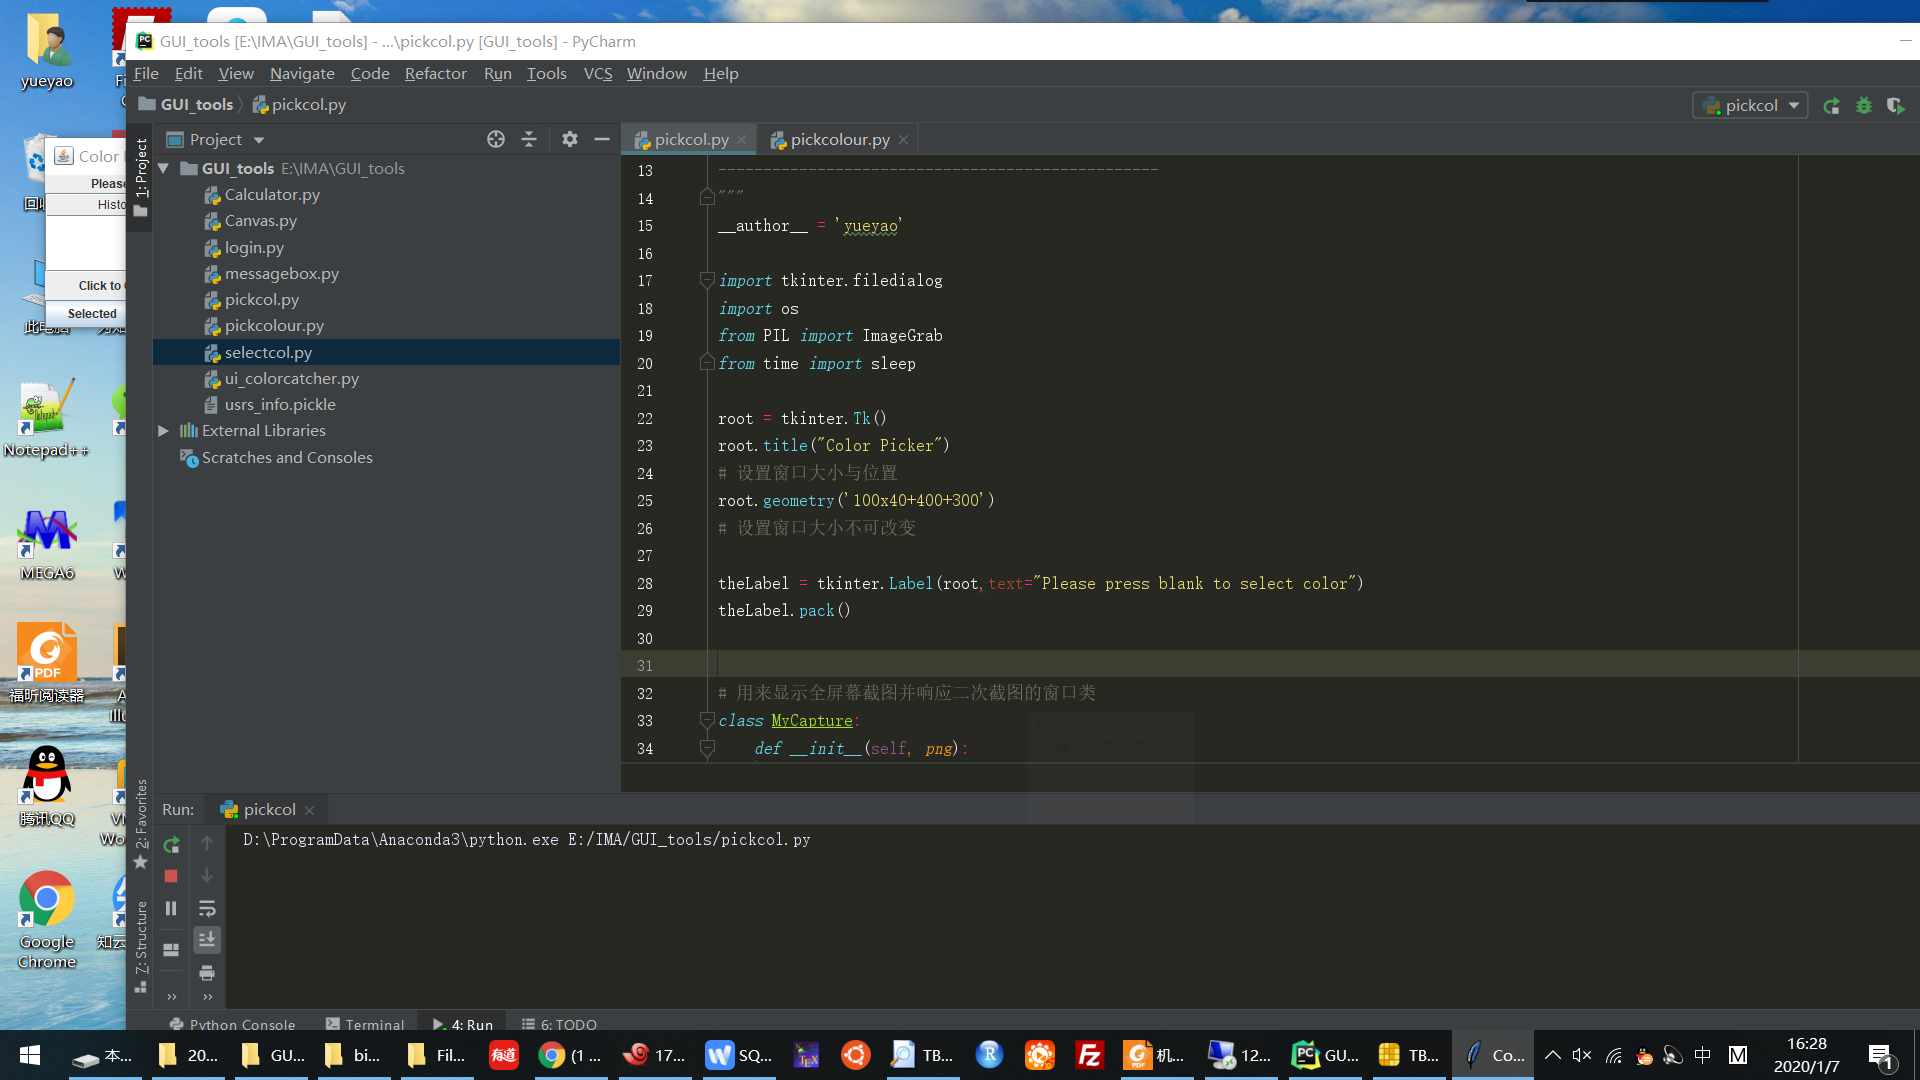 GUI_tools [E:\IMA\GUI_tools] - ...\pickcol.py [GUI_tools] - PyCharm
File Edit View Navigate Code Refactor Run Tools VCS Window Help
GUI_tools pickcol.py
pickcol
Project
pickcol.py
pickcolour.py
1: Project
GUI_tools E:\IMA\GUI_tools
Calculator.py
Canvas.py
login.py
messagebox.py
pickcol.py
pickcolour.py
selectcol.py
ui_colorcatcher.py
usrs_info.pickle
External Libraries
Scratches and Consoles
13 -------------------------------------------------
14 """
15 __author__ = 'yueyao'
16
17 import tkinter.filedialog
18 import os
19 from PIL import ImageGrab
20 from time import sleep
21
22 root = tkinter.Tk()
23 root.title("Color Picker")
24 # 设置窗口大小与位置
25 root.geometry('100x40+400+300')
26 # 设置窗口大小不可改变
27
28 theLabel = tkinter.Label(root,text="Please press blank to select color")
29 theLabel.pack()
30
31
32 # 用来显示全屏幕截图并响应二次截图的窗口类
33 class MyCapture:
34 def __init__(self, png):
2: Favorites
7: Structure
Run: pickcol
D:\ProgramData\Anaconda3\python.exe E:/IMA/GUI_tools/pickcol.py
Python Console Terminal 4: Run 6: TODO
yueyao
Color
Click to
Selected
Notepad++
MEGA6
PDF
福昕阅读器
腾讯QQ
Google
Chrome
知云
本...
20...
GU...
bi...
Fil...
有道
(1 ...
17...
SQ...
TB...
机...
12...
GU...
TB...
Co...
中
M
16:28
2020/1/7
1